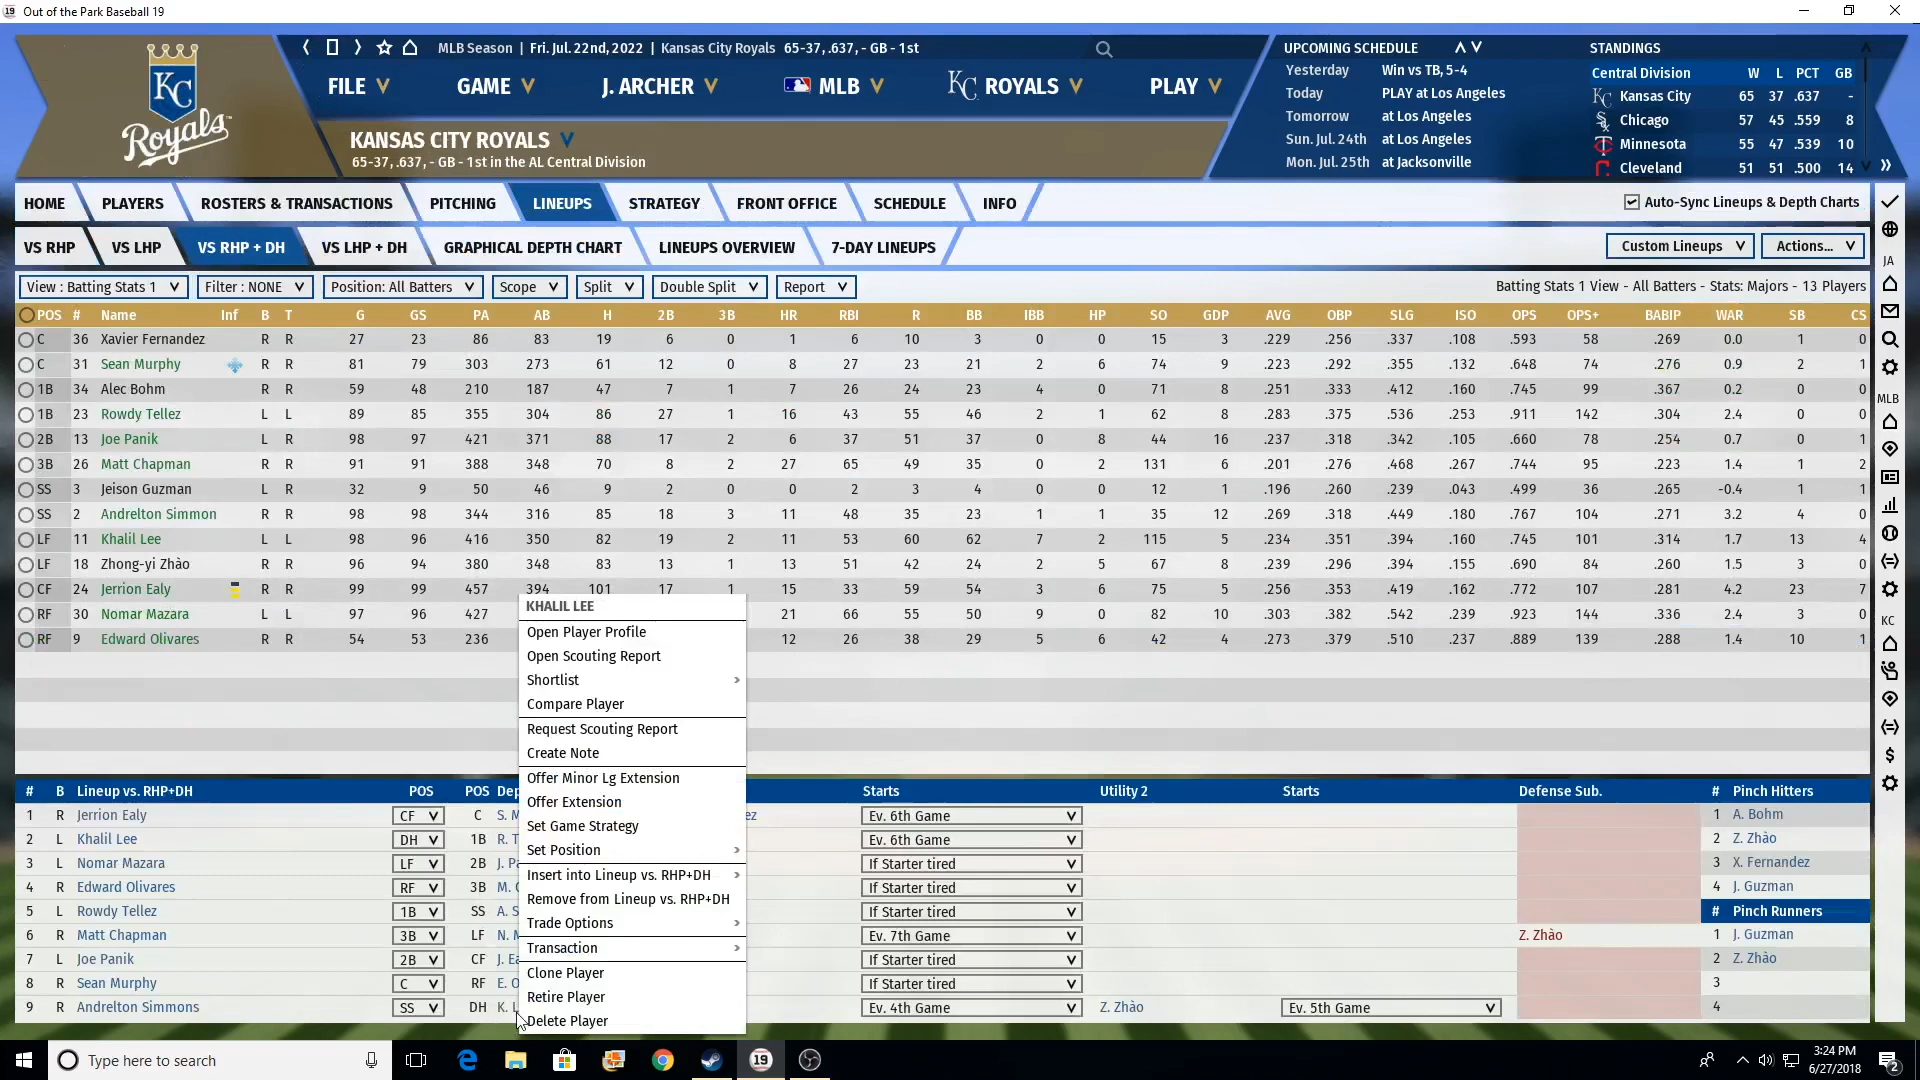 Out of the Park Baseball 19
KC
Royals
MLB Season | Fri. Jul. 22nd, 2022 | Kansas City Royals 65-37, .637, - GB - 1st
FILE GAME J. ARCHER MLB KC ROYALS PLAY
KANSAS CITY ROYALS
65-37, .637, - GB - 1st in the AL Central Division
UPCOMING SCHEDULE
Yesterday Win vs TB, 5-4
Today PLAY at Los Angeles
Tomorrow at Los Angeles
Sun. Jul. 24th at Los Angeles
Mon. Jul. 25th at Jacksonville
STANDINGS
Central Division W L PCT GB
Kansas City 65 37 .637 -
Chicago 57 45 .559 8
Minnesota 55 47 .539 10
Cleveland 51 51 .500 14
HOME PLAYERS ROSTERS & TRANSACTIONS PITCHING LINEUPS STRATEGY FRONT OFFICE SCHEDULE INFO
Auto-Sync Lineups & Depth Charts
VS RHP VS LHP VS RHP + DH VS LHP + DH GRAPHICAL DEPTH CHART LINEUPS OVERVIEW 7-DAY LINEUPS
Custom Lineups Actions...
View : Batting Stats 1 Filter : NONE Position: All Batters Scope Split Double Split Report
Batting Stats 1 View - All Batters - Stats: Majors - 13 Players
POS # Name Inf B T G GS PA AB H 2B 3B HR RBI R BB IBB HP SO GDP AVG OBP SLG ISO OPS OPS+ BABIP WAR SB CS
C 36 Xavier Fernandez R R 27 23 86 83 19 6 0 1 6 10 3 0 0 15 3 .229 .256 .337 .108 .593 58 .269 0.0 1 0
C 31 Sean Murphy R R 81 79 303 273 61 12 0 8 27 23 21 2 6 74 9 .223 .292 .355 .132 .648 74 .276 0.9 2 1
1B 34 Alec Bohm R R 59 48 210 187 47 7 1 7 26 24 23 4 0 71 8 .251 .333 .412 .160 .745 99 .367 0.2 0 0
1B 23 Rowdy Tellez L L 89 85 355 304 86 27 1 16 43 55 46 2 1 62 8 .283 .375 .536 .253 .911 142 .304 2.4 0 0
2B 13 Joe Panik L R 98 97 421 371 88 17 2 6 37 51 37 0 8 44 16 .237 .318 .342 .105 .660 78 .254 0.7 0 1
3B 26 Matt Chapman R R 91 91 388 348 70 8 2 27 65 49 35 0 2 131 6 .201 .276 .468 .267 .744 95 .223 1.4 1 2
SS 3 Jeison Guzman L R 32 9 50 46 9 2 0 0 2 3 4 0 0 12 1 .196 .260 .239 .043 .499 36 .265 -0.4 1 1
SS 2 Andrelton Simmon R R 98 98 344 316 85 18 3 11 48 35 23 1 1 35 12 .269 .318 .449 .180 .767 104 .271 3.2 4 0
LF 11 Khalil Lee L L 98 96 416 350 82 19 2 11 53 60 62 7 2 115 5 .234 .351 .394 .160 .745 101 .314 1.7 13 4
LF 18 Zhong-yi Zhào R R 96 94 380 348 83 13 1 13 51 42 24 2 5 67 8 .239 .296 .394 .155 .690 84 .260 1.5 3 0
CF 24 Jerrion Ealy R R 99 99 457 394 101 17 1 15 33 59 54 3 6 75 5 .256 .353 .419 .162 .772 107 .281 4.2 23 7
RF 30 Nomar Mazara L L 97 96 427 21 66 55 50 9 0 82 10 .303 .382 .542 .239 .923 144 .336 2.4 3 0
RF 9 Edward Olivares R R 54 53 236 12 26 38 29 5 6 42 4 .273 .379 .510 .237 .889 139 .288 1.4 10 1
KHALIL LEE
Open Player Profile
Open Scouting Report
Shortlist
Compare Player
Request Scouting Report
Create Note
Offer Minor Lg Extension
Offer Extension
Set Game Strategy
Set Position
Insert into Lineup vs. RHP+DH
Remove from Lineup vs. RHP+DH
Trade Options
Transaction
Clone Player
Retire Player
Delete Player
# B Lineup vs. RHP+DH POS POS Starts Utility 2 Starts Defense Sub. # Pinch Hitters
1 R Jerrion Ealy CF C S. Ev. 6th Game 1 A. Bohm
2 L Khalil Lee DH 1B R. Ev. 6th Game 2 Z. Zhào
3 L Nomar Mazara LF 2B J. If Starter tired 3 X. Fernandez
4 R Edward Olivares RF 3B M. If Starter tired 4 J. Guzman
5 L Rowdy Tellez 1B SS A. If Starter tired # Pinch Runners
6 R Matt Chapman 3B LF N. Ev. 7th Game Z. Zhào 1 J. Guzman
7 L Joe Panik 2B CF J. If Starter tired 2 Z. Zhào
8 R Sean Murphy C RF E. If Starter tired 3
9 R Andrelton Simmons SS DH K. Ev. 4th Game Z. Zhào Ev. 5th Game 4
JA
MLB
KC
$
Type here to search
19
3:24 PM
6/27/2018
2